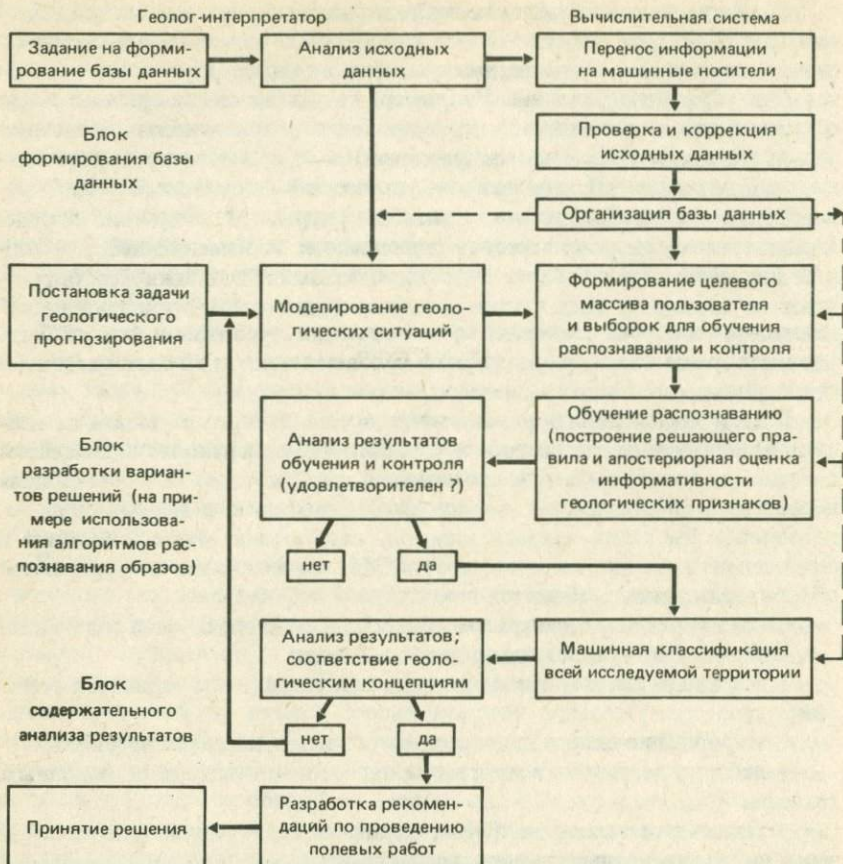 Геолог-интерпретатор
Вычислительная система
Задание на форми-
рование базы данных
Анализ исходных
данных
Перенос информации
на машинные носители
Блок
формирования базы
данных
Проверка и коррекция
исходных данных
Организация базы данных
Постановка задачи
геологического
прогнозирования
Моделирование геоло-
гических ситуаций
Формирование целевого
массива пользователя
и выборок для обучения
распознаванию и контроля
Блок
разработки вариан-
тов решений (на при-
мере использова-
ния алгоритмов рас-
познавания образов)
Анализ результатов
обучения и контроля
(удовлетворителен ?)
Обучение распознаванию
(построение решающего пра-
вила и апостериорная оценка
информативности
геологических признаков)
нет
да
Анализ результатов;
соответствие геоло-
гическим концепциям
Машинная классификация
всей исследуемой территории
Блок
содержательного
анализа результатов
нет
да
Принятие решения
Разработка рекомен-
даций по проведению
полевых работ